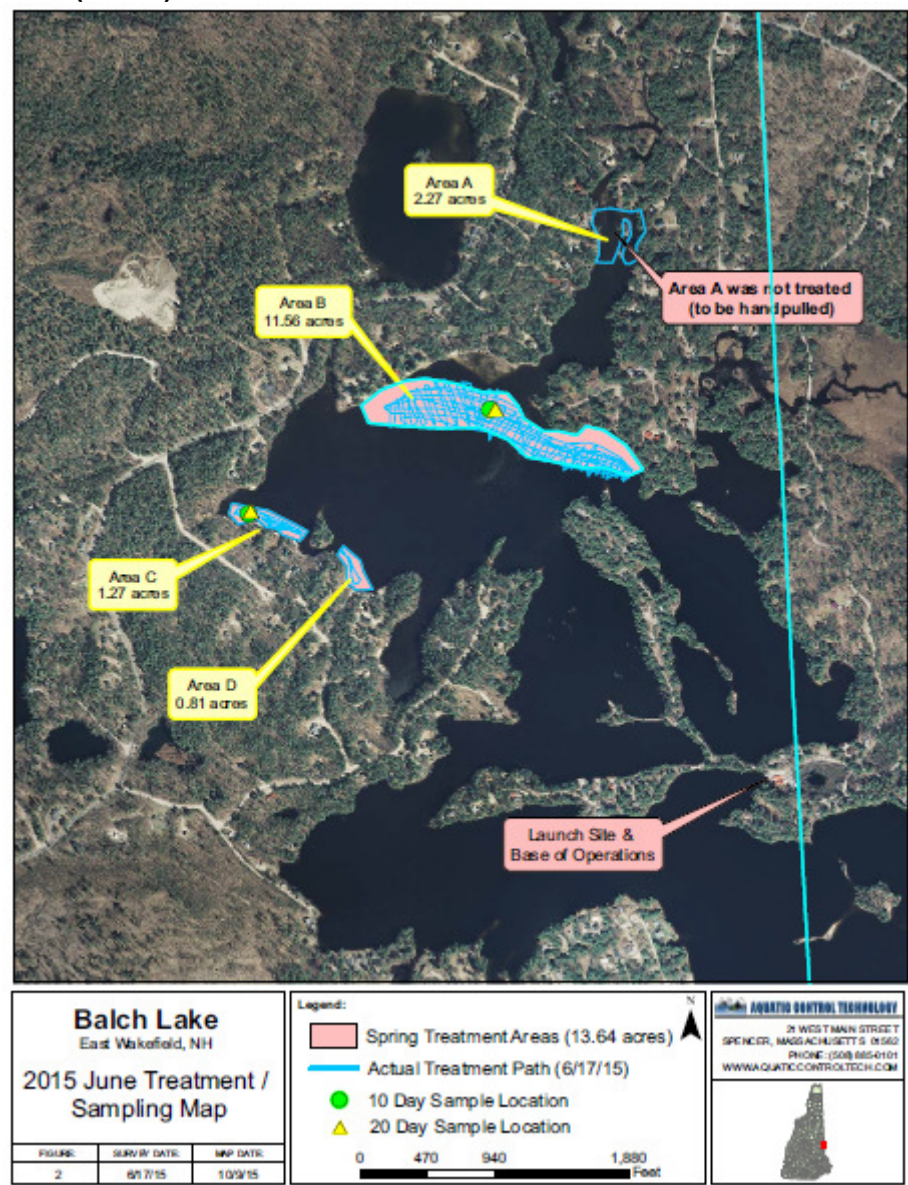 Area A
2.27 acres
Area A was not treated
(to be handpulled)
Area B
11.56 acres
Area C
1.27 acres
Area D
0.81 acres
Launch Site &
Base of Operations
Balch Lake
East Wakefield, NH
2015 June Treatment /
Sampling Map
FIGURE:
SURVEY DATE:
MAP DATE:
2
6/17/15
10/9/15
Legend:
N
Spring Treatment Areas (13.64 acres)
Actual Treatment Path (6/17/15)
10 Day Sample Location
20 Day Sample Location
0 470 940 1,880
Feet
AQUATIC CONTROL TECHNOLOGY
21 WEST MAIN STREET
SPENCER, MASSACHUSETTS 01562
PHONE: (508) 885-0101
WWW.AQUATICCONTROLTECH.COM